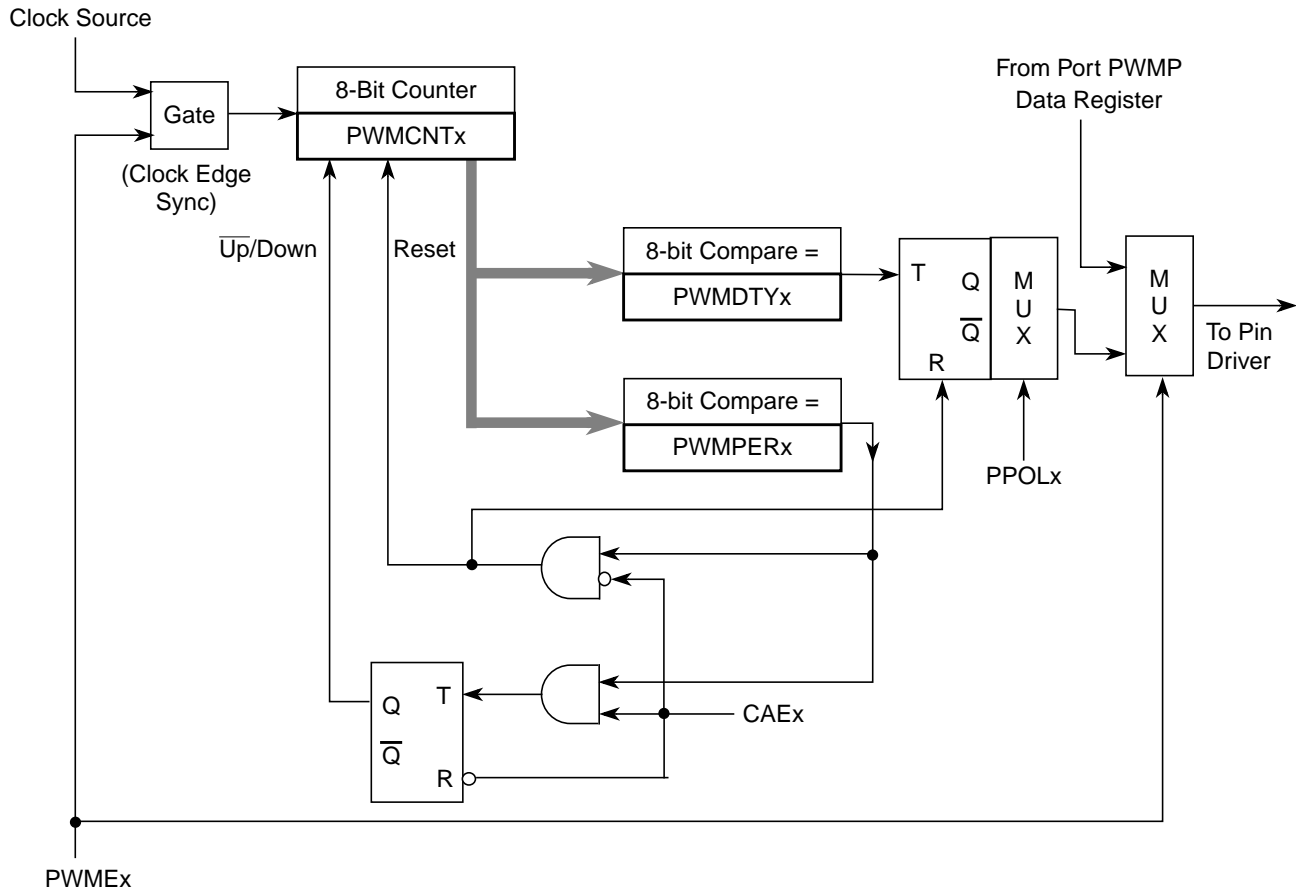 Clock Source
Gate
(Clock Edge
Sync)
8-Bit Counter
PWMCNTx
U̅p̅/Down
Reset
8-bit Compare =
PWMDTYx
8-bit Compare =
PWMPERx
T
Q
Q̅
R
M
U
X
PPOLx
From Port PWMP
Data Register
M
U
X
To Pin
Driver
Q
T
Q̅
R
CAEx
PWMEx